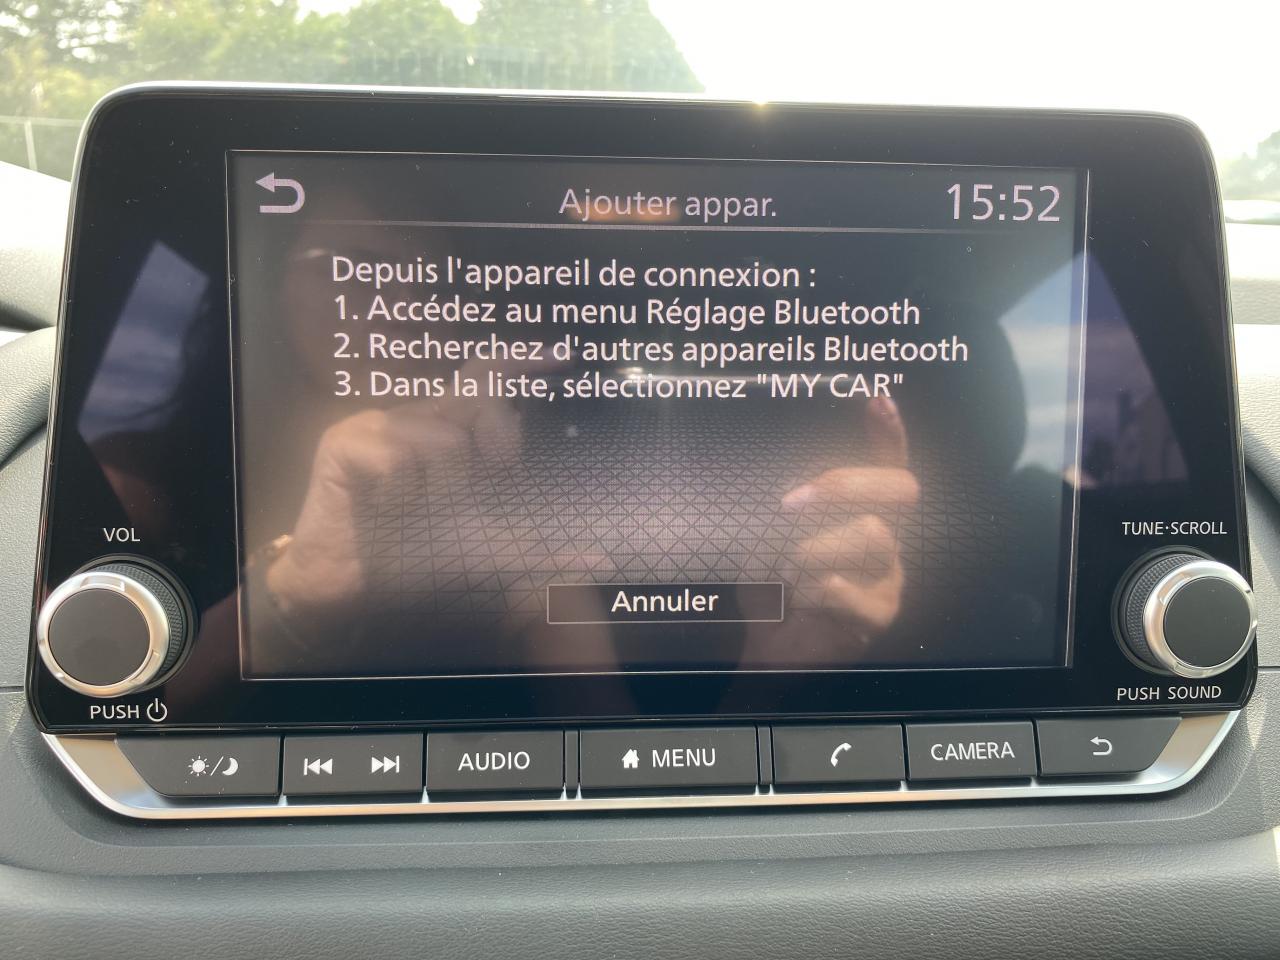 Ajouter appar.
15:52
Depuis l'appareil de connexion :
1. Accédez au menu Réglage Bluetooth
2. Recherchez d'autres appareils Bluetooth
3. Dans la liste, sélectionnez "MY CAR"
Annuler
VOL
TUNE·SCROLL
PUSH
PUSH SOUND
AUDIO
MENU
CAMERA